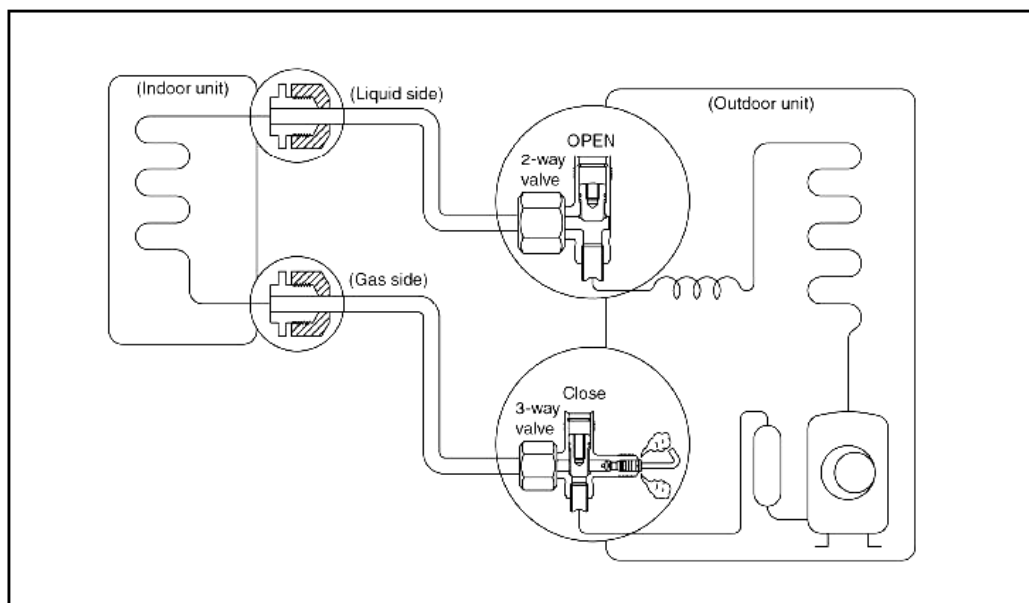 (Indoor unit)
(Liquid side)
(Outdoor unit)
OPEN
2-way
valve
(Gas side)
Close
3-way
valve